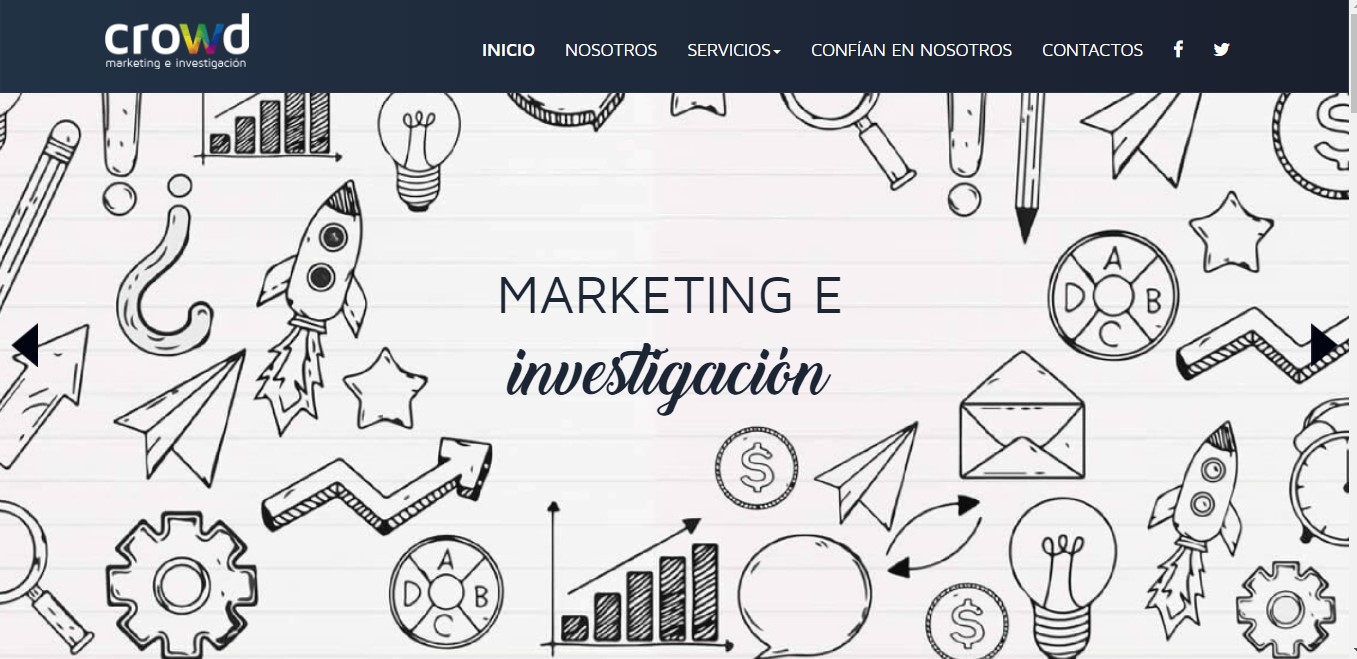 crowd
marketing e investigación
INICIO NOSOTROS SERVICIOS CONFÍAN EN NOSOTROS CONTACTOS
$
MARKETING E
investigación
A
D B
C
$
A
D B
C
$